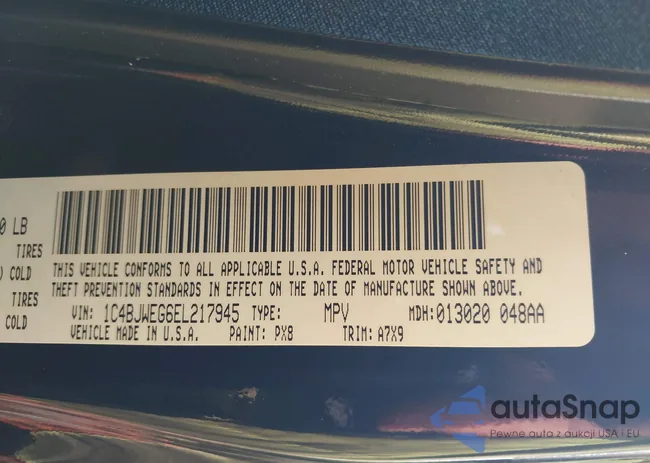 0 LB
TIRES
) COLD
THIS VEHICLE CONFORMS TO ALL APPLICABLE U.S.A. FEDERAL MOTOR VEHICLE SAFETY AND
THEFT PREVENTION STANDARDS IN EFFECT ON THE DATE OF MANUFACTURE SHOWN ABOVE.
TIRES
COLD
VIN: 1C4BJWEG6EL217945 TYPE: MPV MDH: 013020 048AA
VEHICLE MADE IN U.S.A. PAINT: PX8 TRIM: A7X9
autaSnap
Pewne auta z aukcji USA i EU